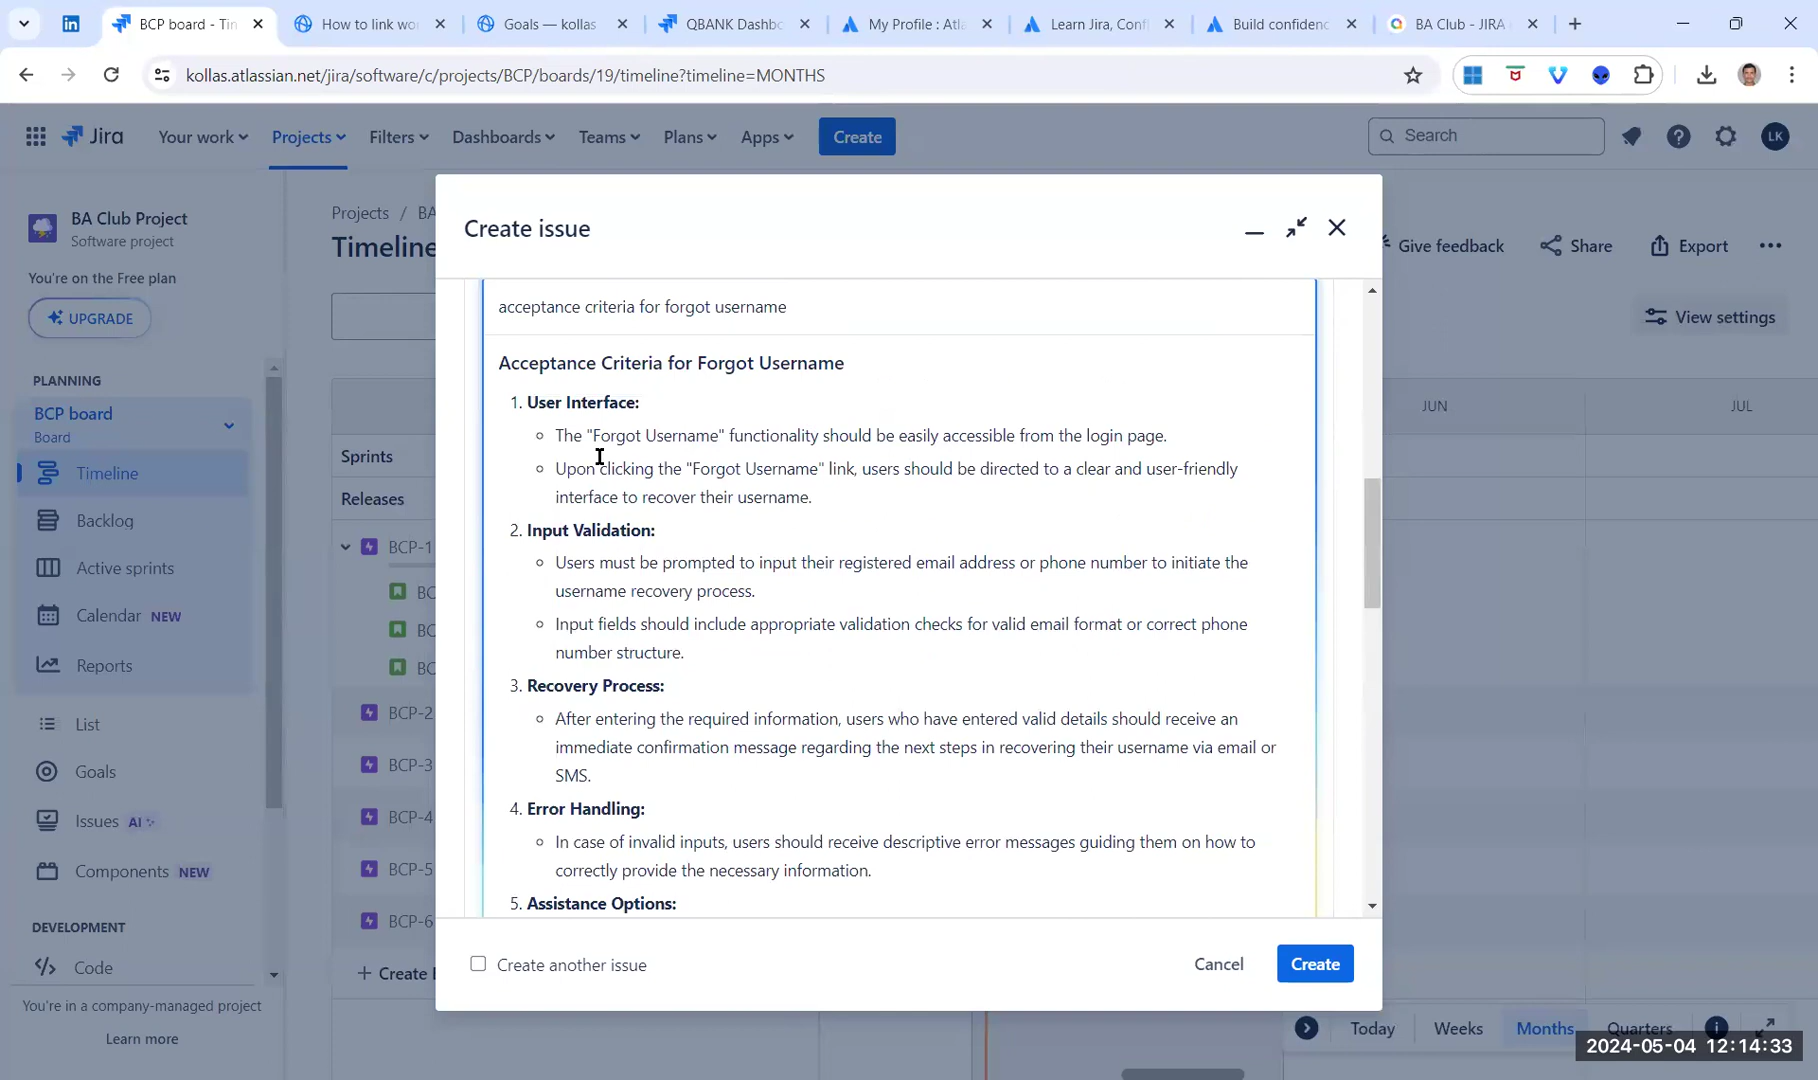 BCP board - Tim
How to link wo
Goals — kollas
QBANK Dashbo
My Profile : Atla
Learn Jira, Conf
Build confidenc
BA Club - JIRA
kollas.atlassian.net/jira/software/c/projects/BCP/boards/19/timeline?timeline=MONTHS
Jira
Your work
Projects
Filters
Dashboards
Teams
Plans
Apps
Create
Search
LK
BA Club Project
Software project
You're on the Free plan
UPGRADE
PLANNING
BCP board
Board
Timeline
Backlog
Active sprints
Calendar NEW
Reports
List
Goals
Issues AI
Components NEW
DEVELOPMENT
Code
You're in a company-managed project
Learn more
Projects / BA
Timeline
Give feedback
Share
Export
View settings
Sprints
Releases
JUN
JUL
BCP-1
BC
BC
BC
BCP-2
BCP-3
BCP-4
BCP-5
BCP-6
+ Create
Create issue
acceptance criteria for forgot username
Acceptance Criteria for Forgot Username
1. User Interface:
The "Forgot Username" functionality should be easily accessible from the login page.
Upon clicking the "Forgot Username" link, users should be directed to a clear and user-friendly
interface to recover their username.
2. Input Validation:
Users must be prompted to input their registered email address or phone number to initiate the
username recovery process.
Input fields should include appropriate validation checks for valid email format or correct phone
number structure.
3. Recovery Process:
After entering the required information, users who have entered valid details should receive an
immediate confirmation message regarding the next steps in recovering their username via email or
SMS.
4. Error Handling:
In case of invalid inputs, users should receive descriptive error messages guiding them on how to
correctly provide the necessary information.
5. Assistance Options:
Create another issue
Cancel
Create
Today
Weeks
Months
Quarters
2024-05-04 12:14:33